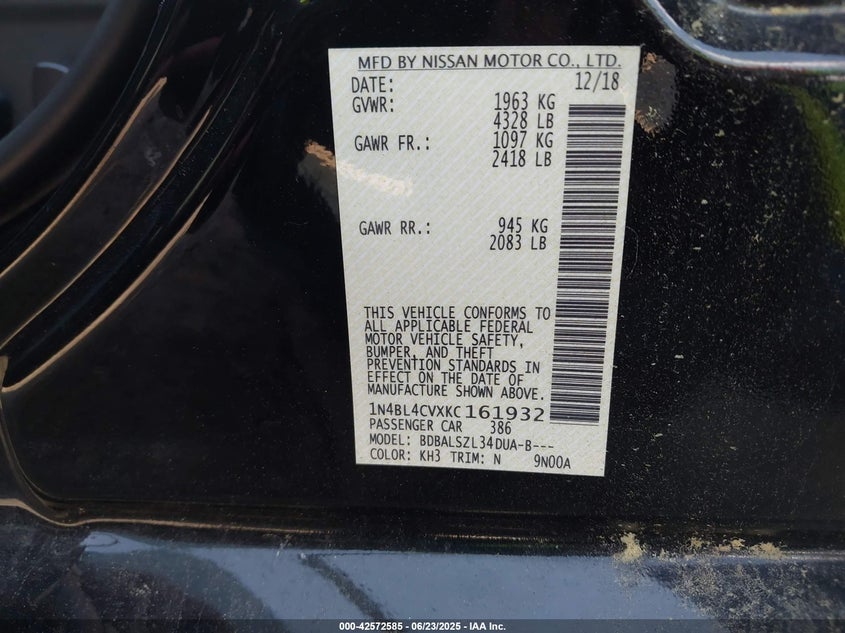 MFD BY NISSAN MOTOR CO., LTD.
DATE: 12/18
GVWR: 1963 KG
4328 LB
GAWR FR.: 1097 KG
2418 LB
GAWR RR.: 945 KG
2083 LB
THIS VEHICLE CONFORMS TO
ALL APPLICABLE FEDERAL
MOTOR VEHICLE SAFETY,
BUMPER, AND THEFT
PREVENTION STANDARDS IN
EFFECT ON THE DATE OF
MANUFACTURE SHOWN ABOVE.
1N4BL4CVXKC161932
PASSENGER CAR 386
MODEL: BDBALSZL34DUA-B---
COLOR: KH3 TRIM: N 9N00A
000-42572585 - 06/23/2025 - IAA Inc.